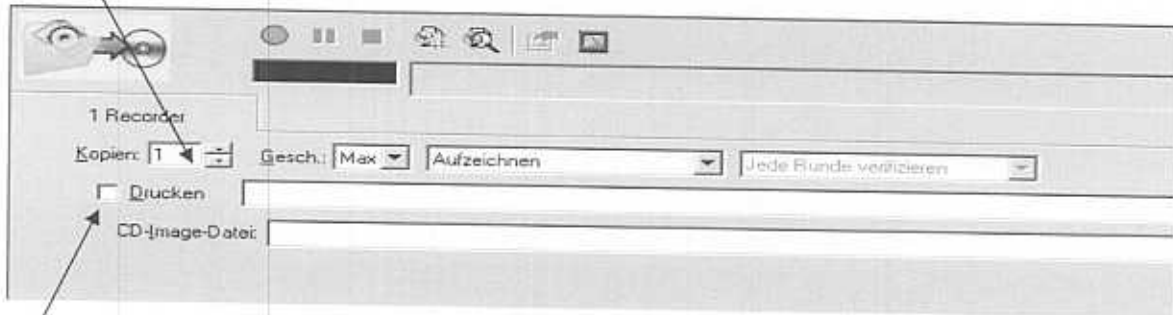 1 Recorder
Kopien: 1 Gesch.: Max Aufzeichnen Jede Runde verifizieren
Drucken
CD-Image-Datei: